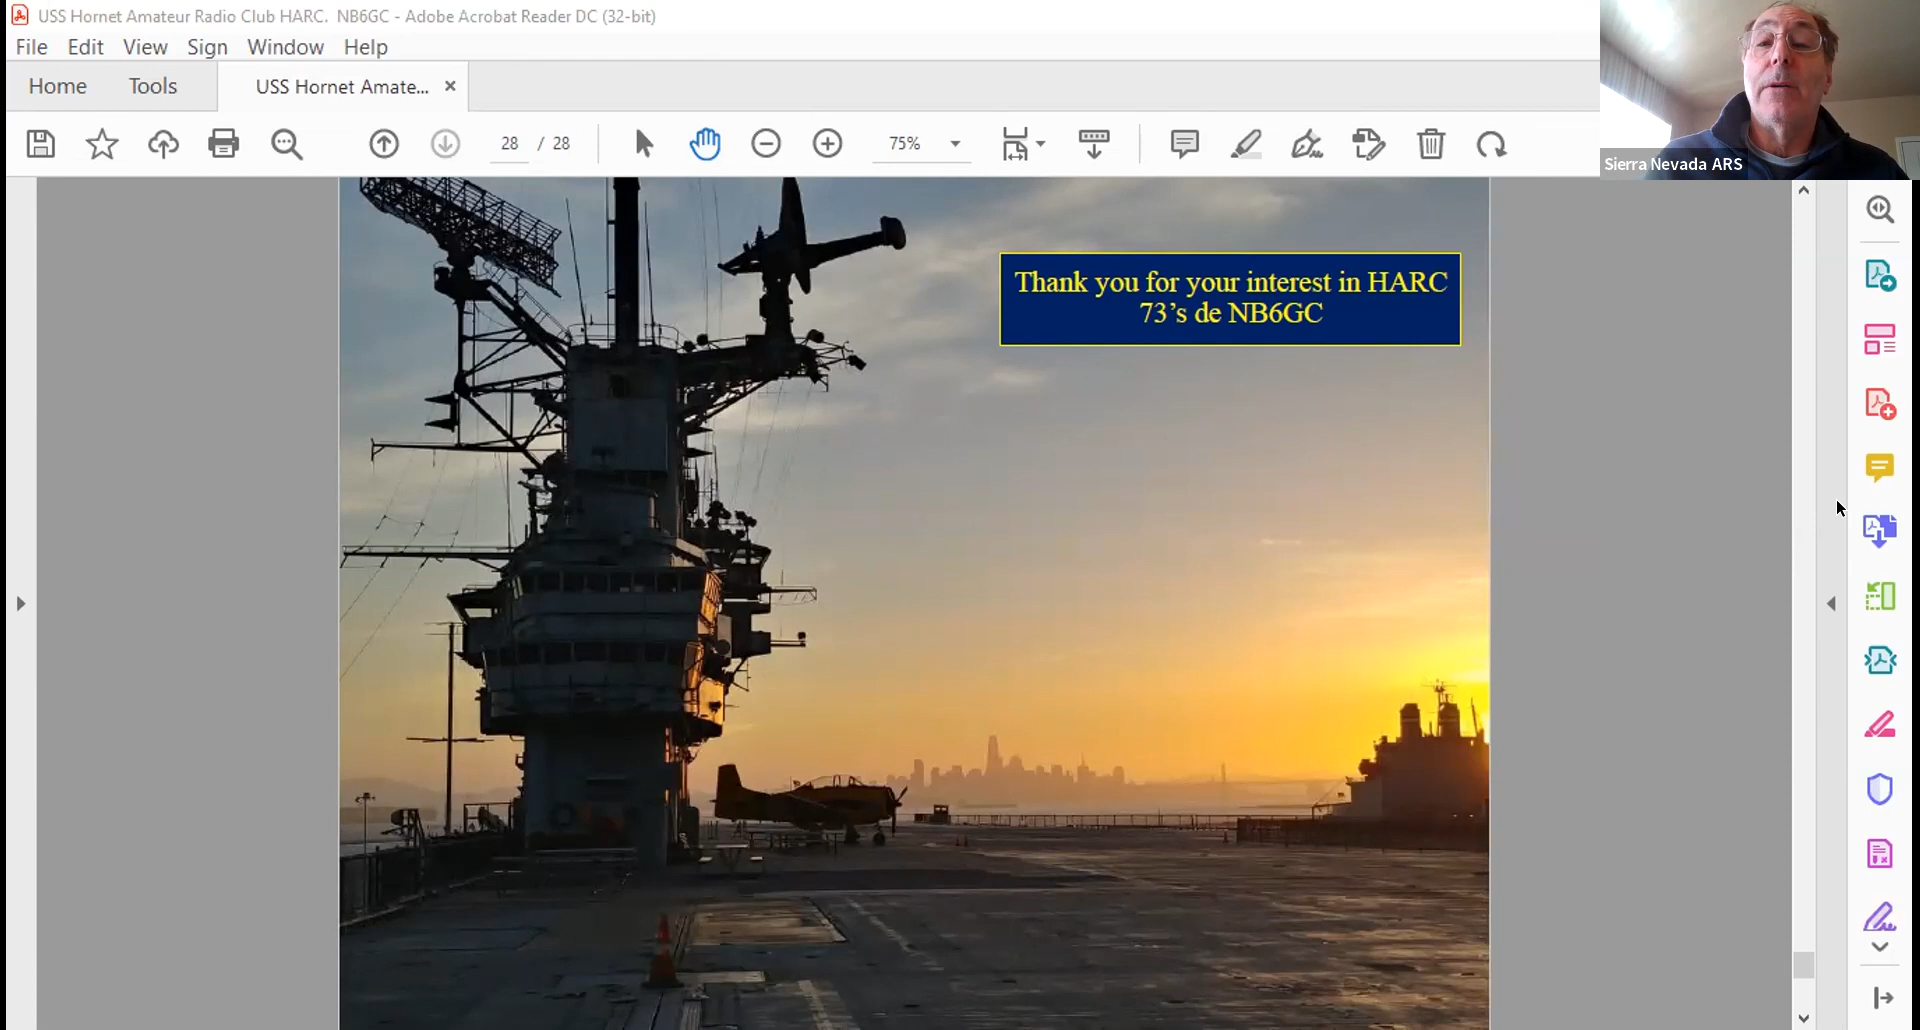 USS Hornet Amateur Radio Club HARC.  NB6GC - Adobe Acrobat Reader DC (32-bit)
File Edit View Sign Window Help
Home Tools USS Hornet Amate... ×
28 / 28 75%
Sierra Nevada ARS
Thank you for your interest in HARC
73’s de NB6GC